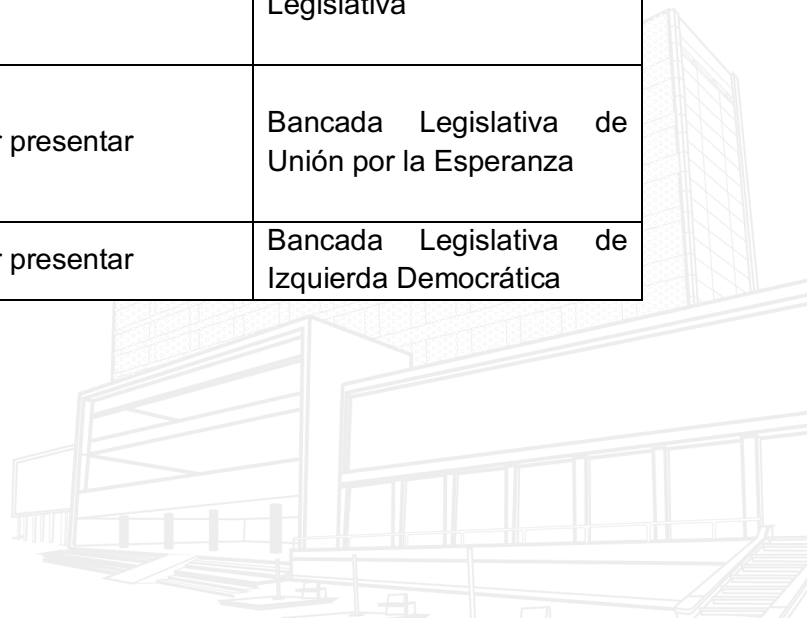 Legislativa
presentar
Bancada Legislativa de
Unión por la Esperanza
presentar
Bancada Legislativa de
Izquierda Democrática